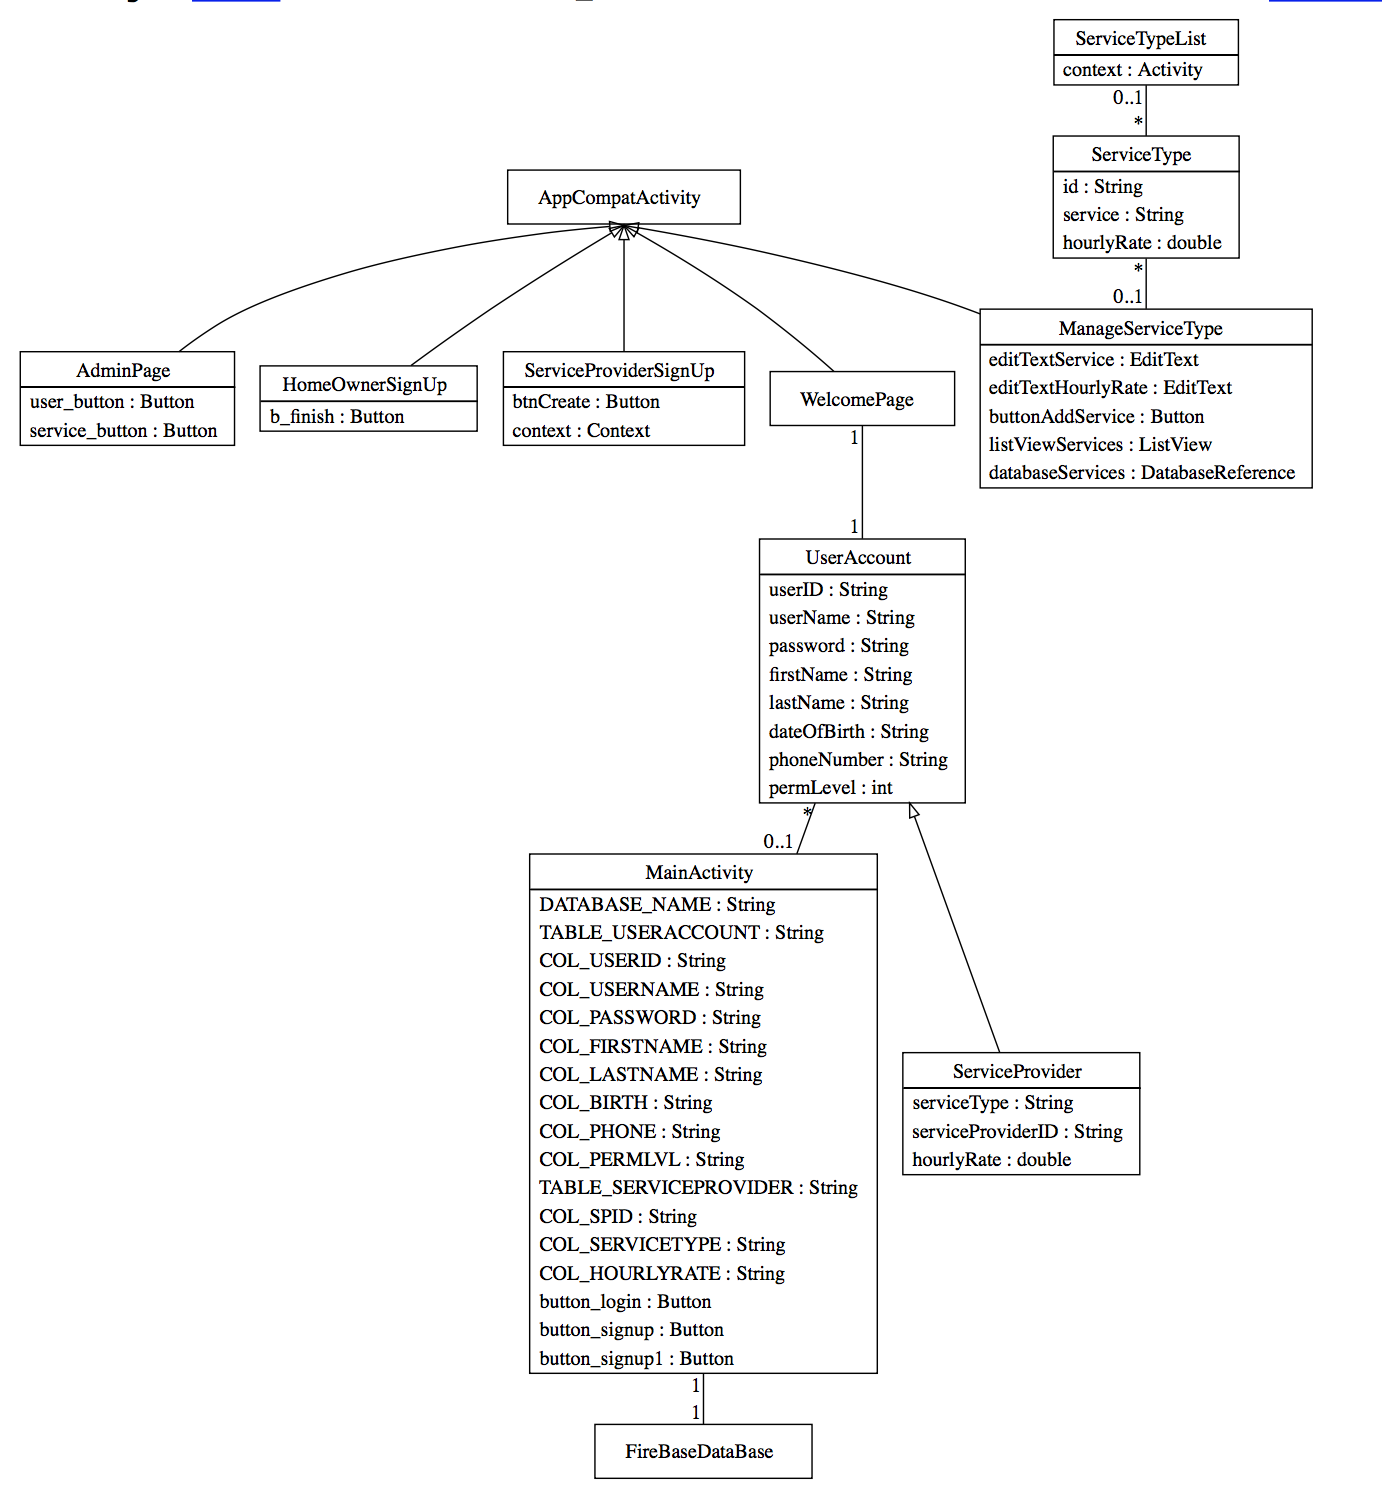 ServiceTypeList
context : Activity
0..1
*
ServiceType
id : String
service : String
hourlyRate : double
*
0..1
AppCompatActivity
AdminPage
user_button : Button
service_button : Button
HomeOwnerSignUp
b_finish : Button
ServiceProviderSignUp
btnCreate : Button
context : Context
WelcomePage
1
1
ManageServiceType
editTextService : EditText
editTextHourlyRate : EditText
buttonAddService : Button
listViewServices : ListView
databaseServices : DatabaseReference
UserAccount
userID : String
userName : String
password : String
firstName : String
lastName : String
dateOfBirth : String
phoneNumber : String
permLevel : int
*
0..1
MainActivity
DATABASE_NAME : String
TABLE_USERACCOUNT : String
COL_USERID : String
COL_USERNAME : String
COL_PASSWORD : String
COL_FIRSTNAME : String
COL_LASTNAME : String
COL_BIRTH : String
COL_PHONE : String
COL_PERMLVL : String
TABLE_SERVICEPROVIDER : String
COL_SPID : String
COL_SERVICETYPE : String
COL_HOURLYRATE : String
button_login : Button
button_signup : Button
button_signup1 : Button
ServiceProvider
serviceType : String
serviceProviderID : String
hourlyRate : double
1
1
FireBaseDataBase